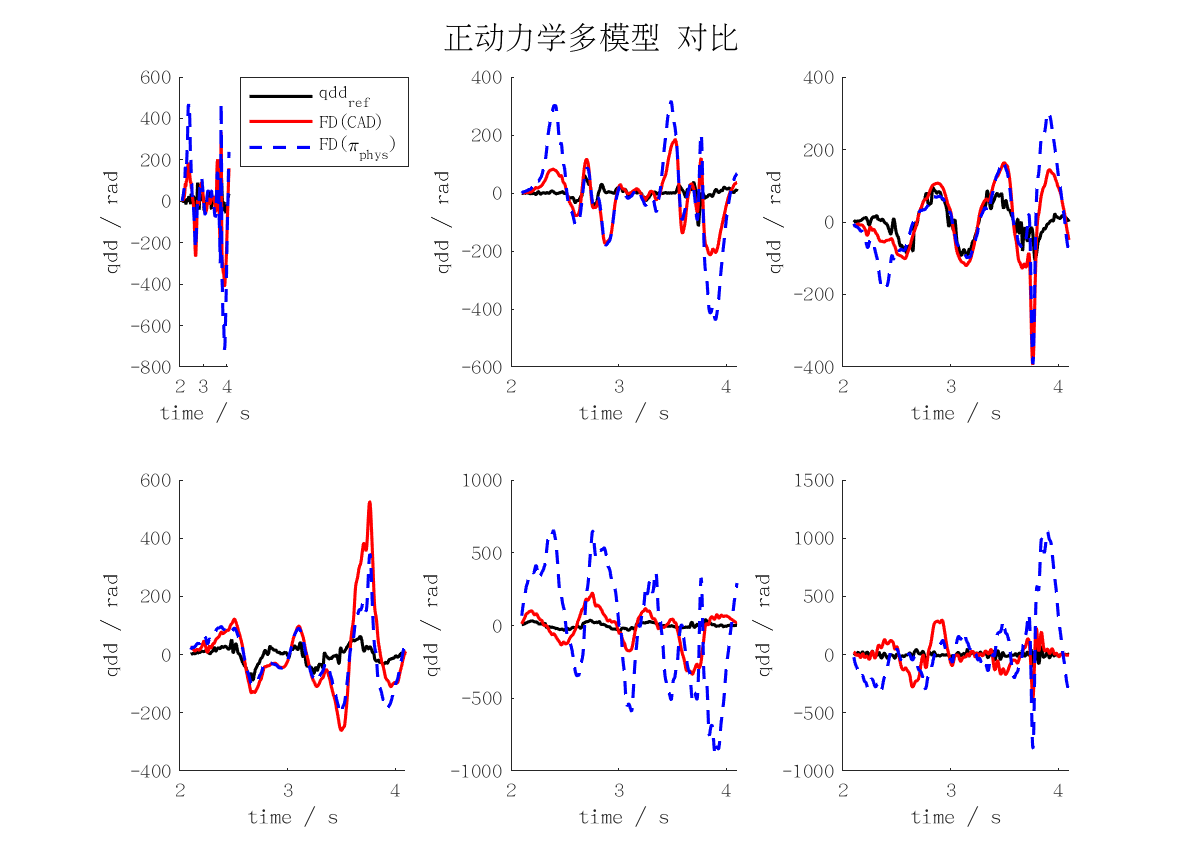 正动力学多模型 对比
600
400
200
0
-200
-400
-600
-800
2 3 4
time / s
qdd / rad
qdd_ref
FD(CAD)
FD(π_phys)
400
200
0
-200
-400
-600
2 3 4
time / s
qdd / rad
400
200
0
-200
-400
2 3 4
time / s
qdd / rad
600
400
200
0
-200
-400
2 3 4
time / s
qdd / rad
1000
500
0
-500
-1000
2 3 4
time / s
qdd / rad
1500
1000
500
0
-500
-1000
2 3 4
time / s
qdd / rad